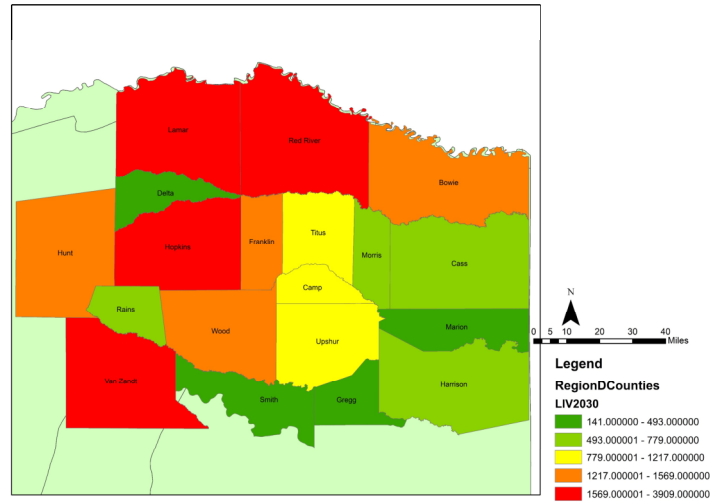 Lamar
Red River
Bowie
Delta
Hunt
Hopkins
Franklin
Titus
Morris
Cass
Camp
Rains
Wood
Upshur
Marion
Van Zandt
Smith
Gregg
Harrison
N
0 5 10 20 30 40
Miles
Legend
RegionDCounties
LIV2030
141.000000 - 493.000000
493.000001 - 779.000000
779.000001 - 1217.000000
1217.000001 - 1569.000000
1569.000001 - 3909.000000